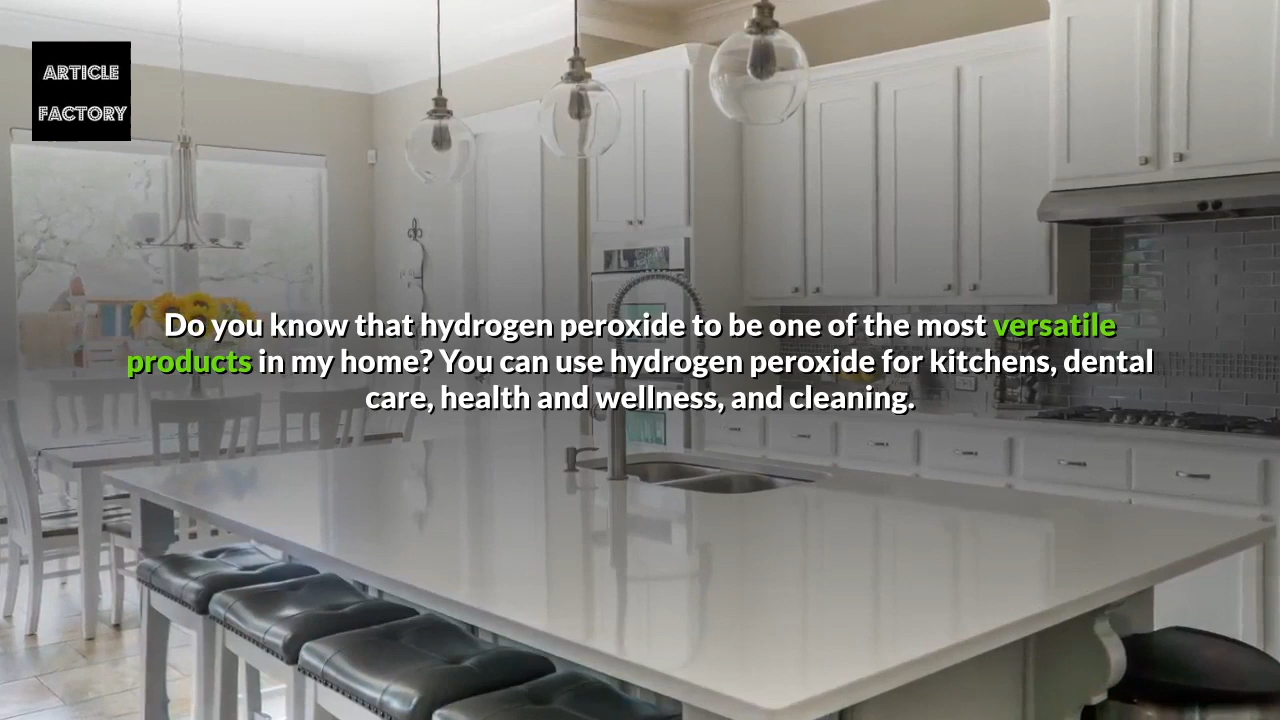 ARTICLE
FACTORY
Do you know that hydrogen peroxide to be one of the most versatile
products in my home? You can use hydrogen peroxide for kitchens, dental
care, health and wellness, and cleaning.